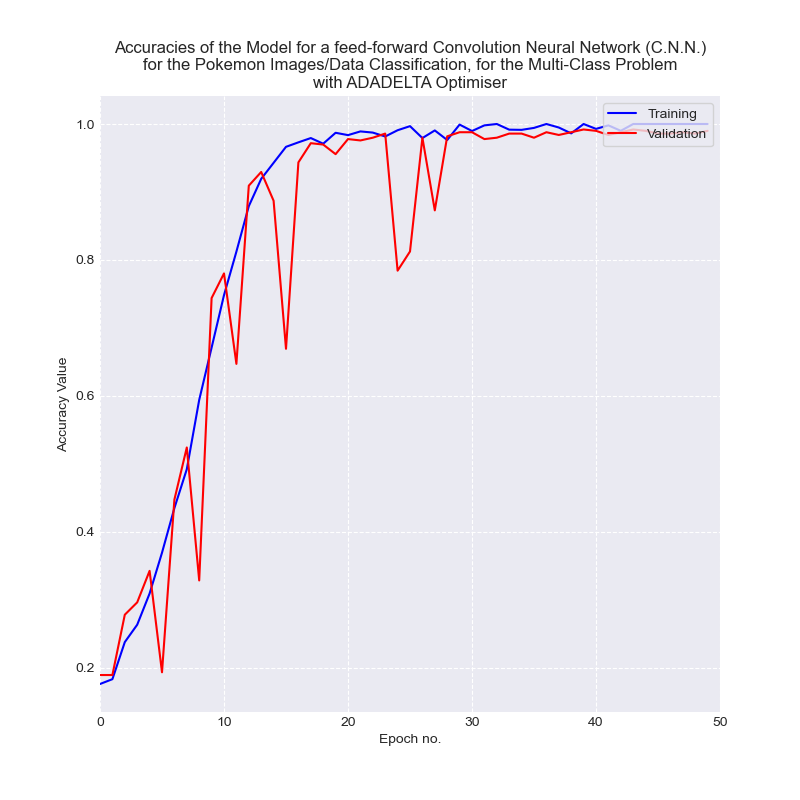 Accuracies of the Model for a feed-forward Convolution Neural Network (C.N.N.)
for the Pokemon Images/Data Classification, for the Multi-Class Problem
with ADADELTA Optimiser
Training
Validation
1.0
0.8
0.6
0.4
0.2
Accuracy Value
0 10 20 30 40 50
Epoch no.